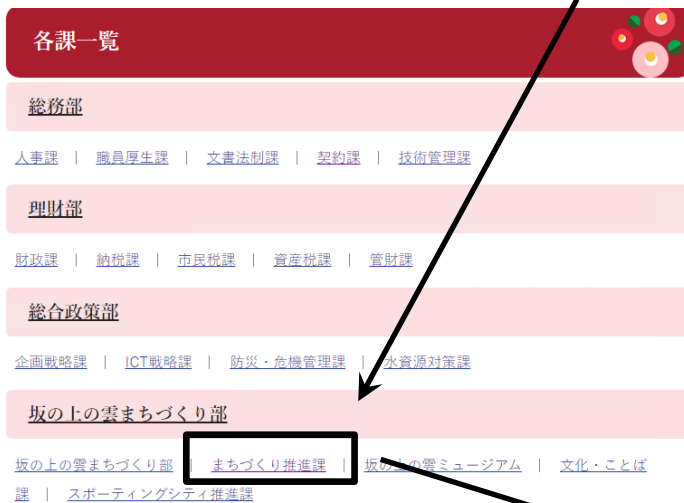 各課一覧
総務部
人事課 | 職員厚生課 | 文書法制課 | 契約課 | 技術管理課
理財部
財政課 | 納税課 | 市民税課 | 資産税課 | 管財課
総合政策部
企画戦略課 | ICT戦略課 | 防災・危機管理課 | 水資源対策課
坂の上の雲まちづくり部
坂の上の雲まちづくり部 | まちづくり推進課 | 坂の上の雲ミュージアム | 文化・ことば
課 | スポーティングシティ推進課